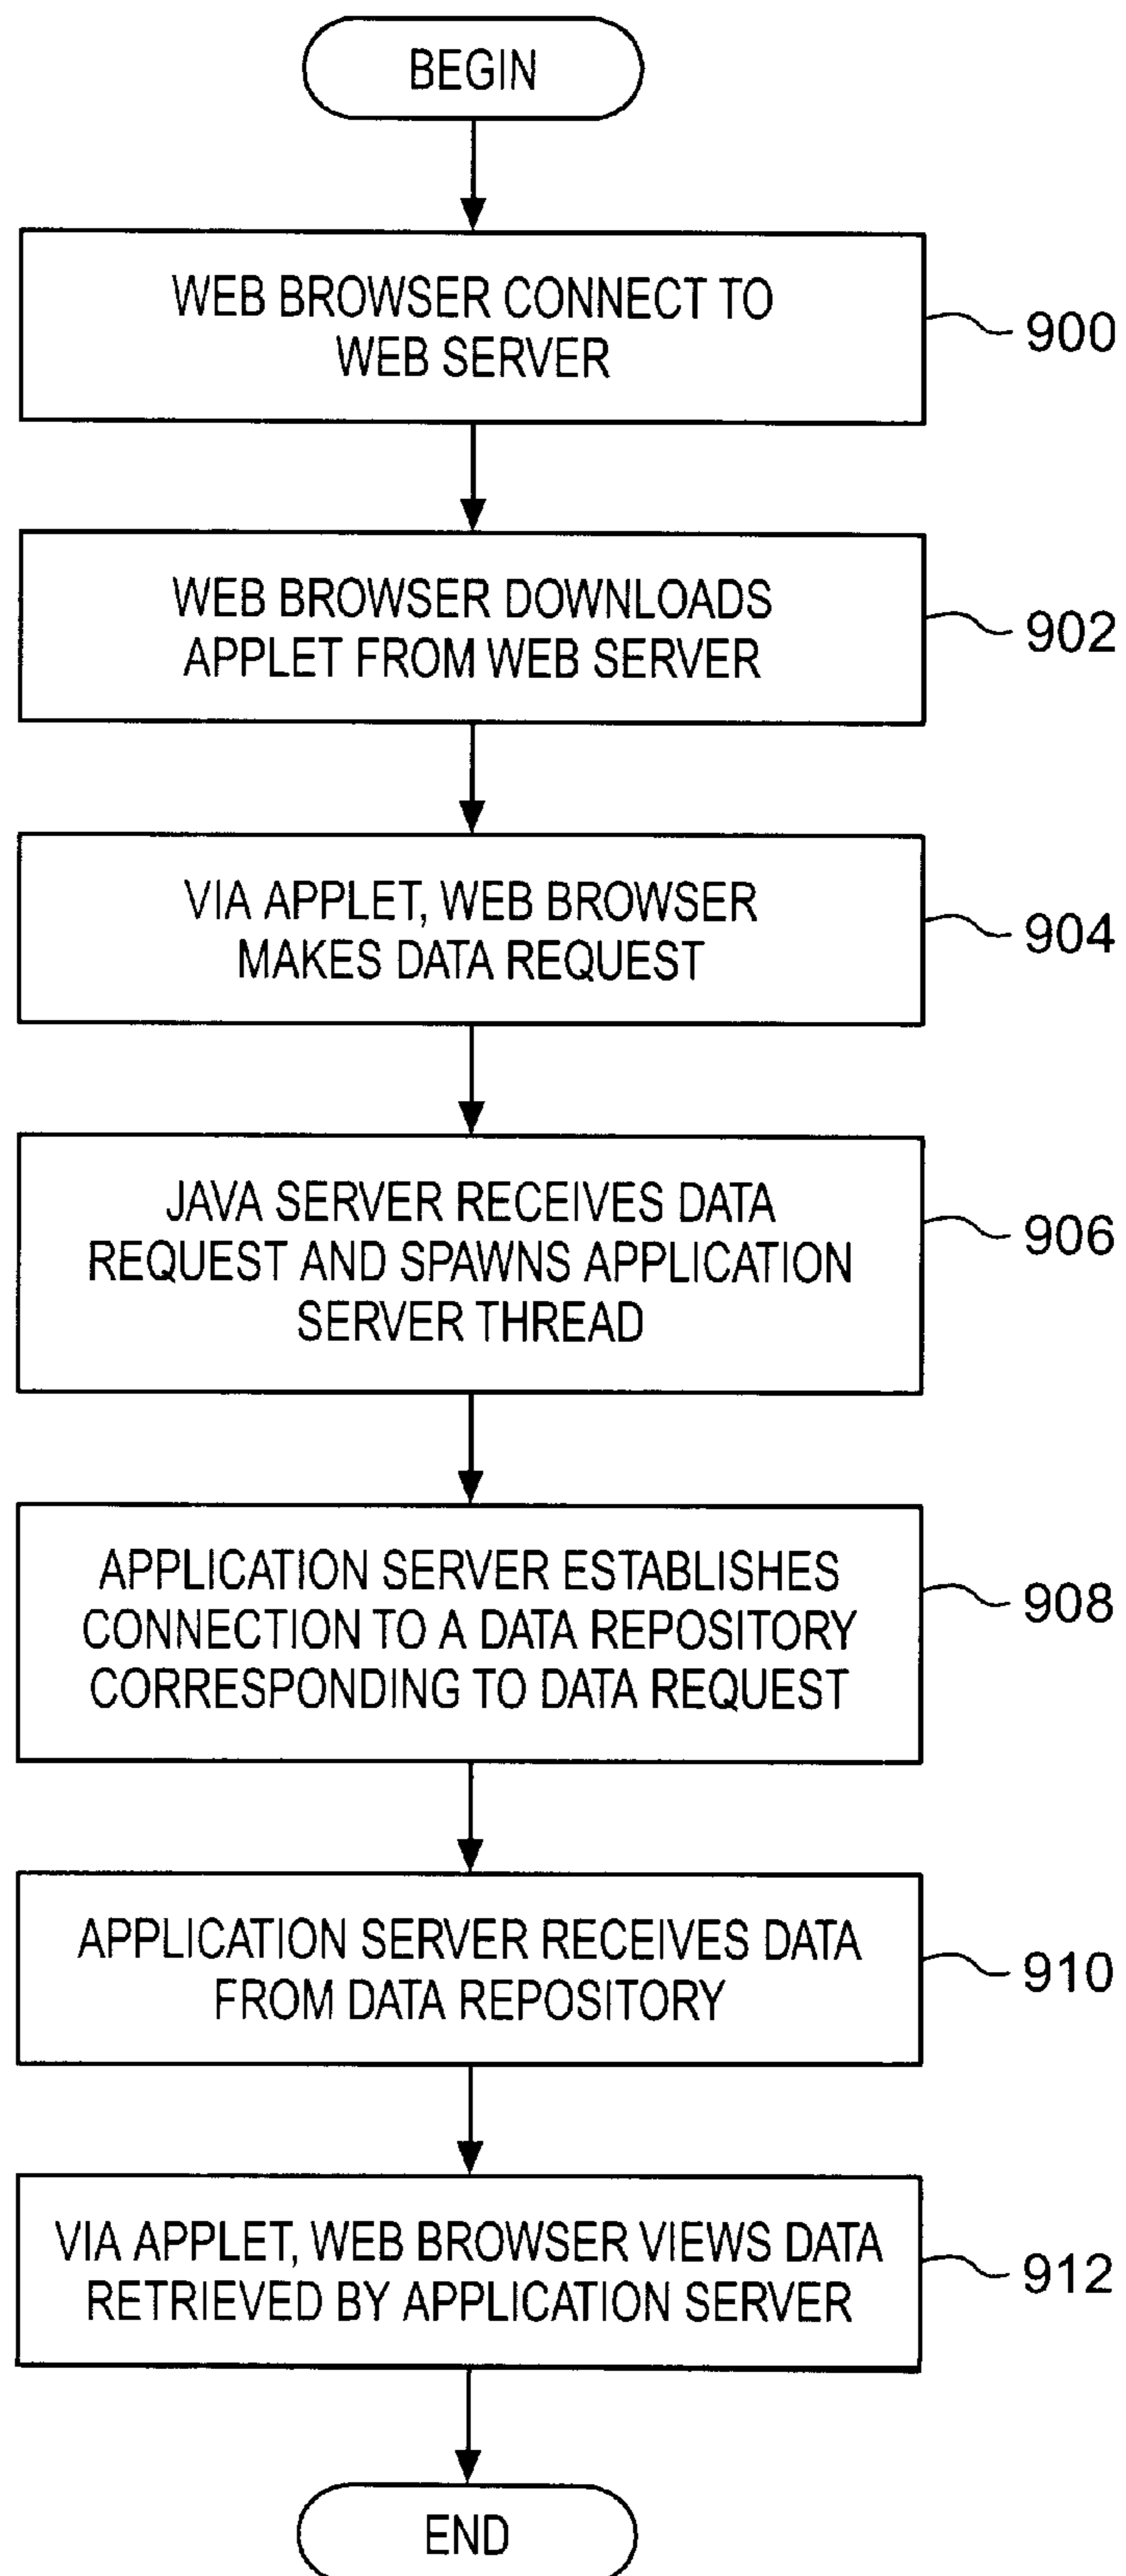 BEGIN
WEB BROWSER CONNECT TO
WEB SERVER
900
WEB BROWSER DOWNLOADS
APPLET FROM WEB SERVER
902
VIA APPLET, WEB BROWSER
MAKES DATA REQUEST
904
JAVA SERVER RECEIVES DATA
REQUEST AND SPAWNS APPLICATION
SERVER THREAD
906
APPLICATION SERVER ESTABLISHES
CONNECTION TO A DATA REPOSITORY
CORRESPONDING TO DATA REQUEST
908
APPLICATION SERVER RECEIVES DATA
FROM DATA REPOSITORY
910
VIA APPLET, WEB BROWSER VIEWS DATA
RETRIEVED BY APPLICATION SERVER
912
END